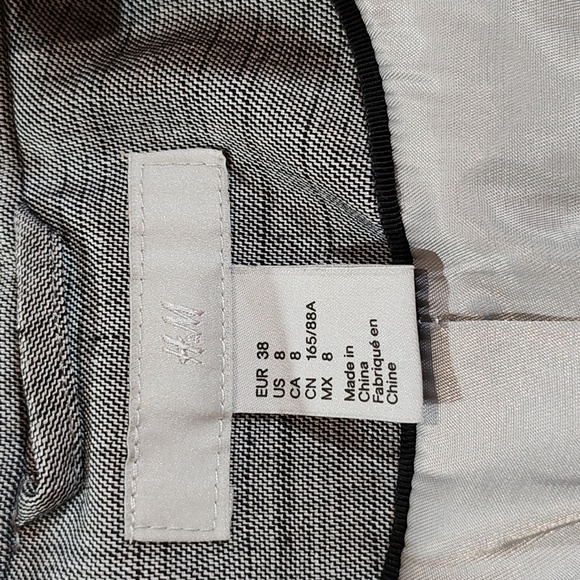 H&M
EUR 38
US 8
CA 8
CN 165/88A
MX 8
Made in
China
Fabriqué en
Chine